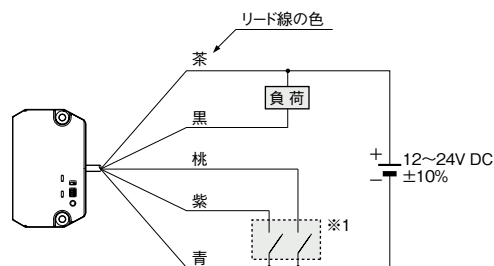 リード線の色
茶
負荷
黒
桃
+
12～24V DC
−
±10%
紫
※1
青